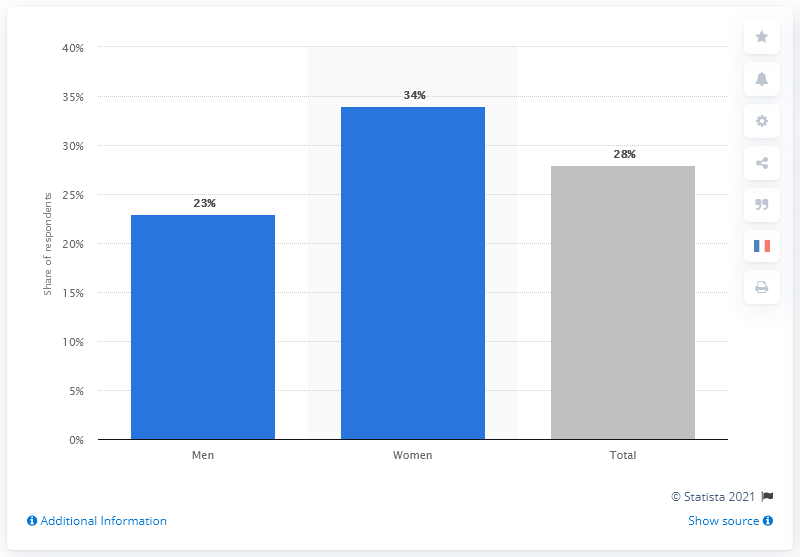 40%
35%
30%
25%
20%
15%
10%
5%
0%
Share of respondents
23%
34%
28%
Men
Women
Total
© Statista 2021
Additional Information
Show source